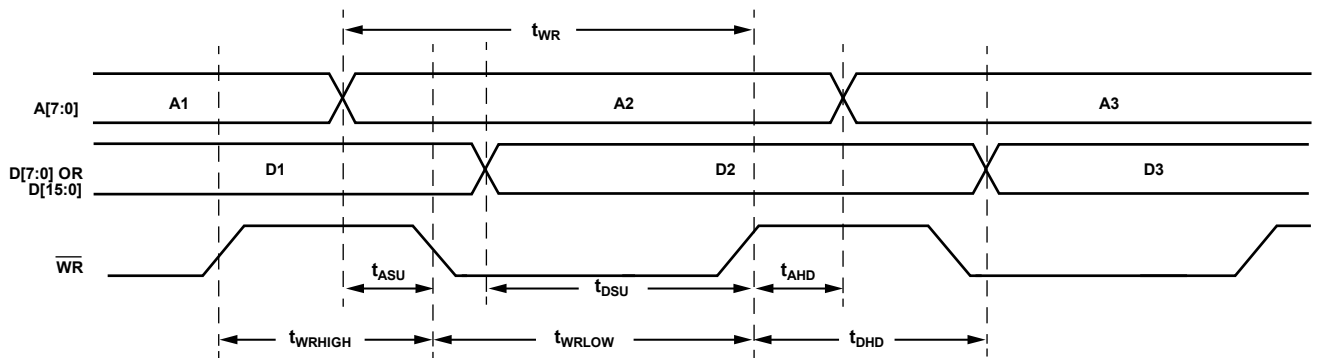 tWR
A[7:0]
A1
A2
A3
D[7:0] OR
D[15:0]
D1
D2
D3
WR
tASU
tDSU
tAHD
tWRHIGH
tWRLOW
tDHD